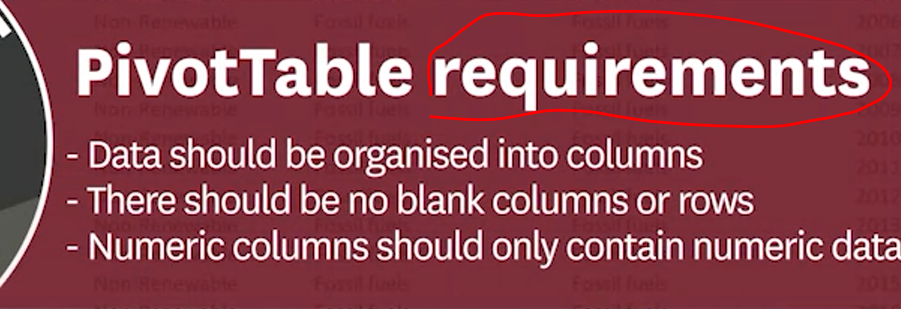 PivotTable requirements
- Data should be organised into columns
- There should be no blank columns or rows
- Numeric columns should only contain numeric data